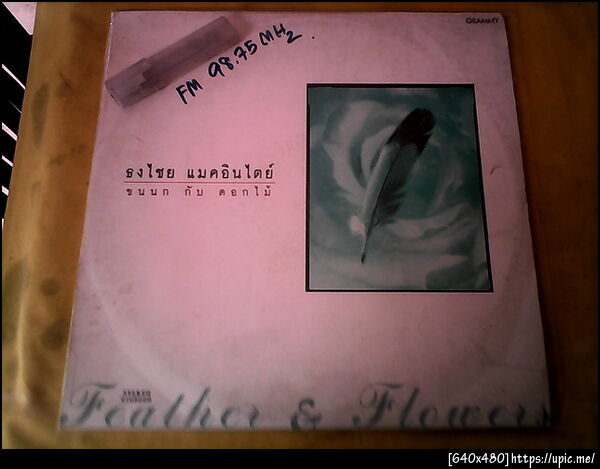 GRAMMY
FM 98.75 MHz.
ธงไชย แมคอินไตย์
ขนนก กับ ดอกไม้
STEREO
Feather & Flowers
[640x480]https://upic.me/